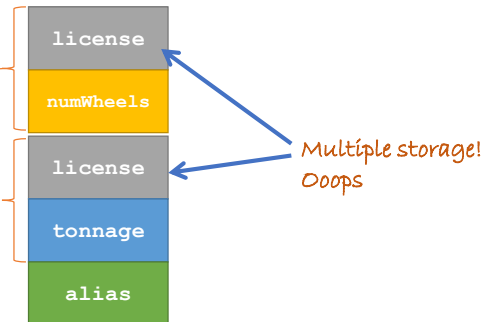 license
numWheels
license
tonnage
alias
Multiple storage!
Ooops